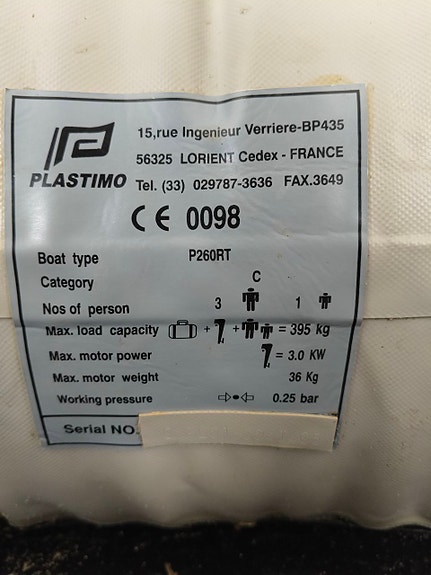 15,rue Ingenieur Verriere-BP435
56325 LORIENT Cedex - FRANCE
PLASTIMO
Tel. (33) 029787-3636 FAX.3649
CE 0098
Boat type P260RT
Category C
Nos of person 3 1
Max. load capacity + + = 395 kg
Max. motor power = 3.0 KW
Max. motor weight 36 Kg
Working pressure 0.25 bar
Serial NO.